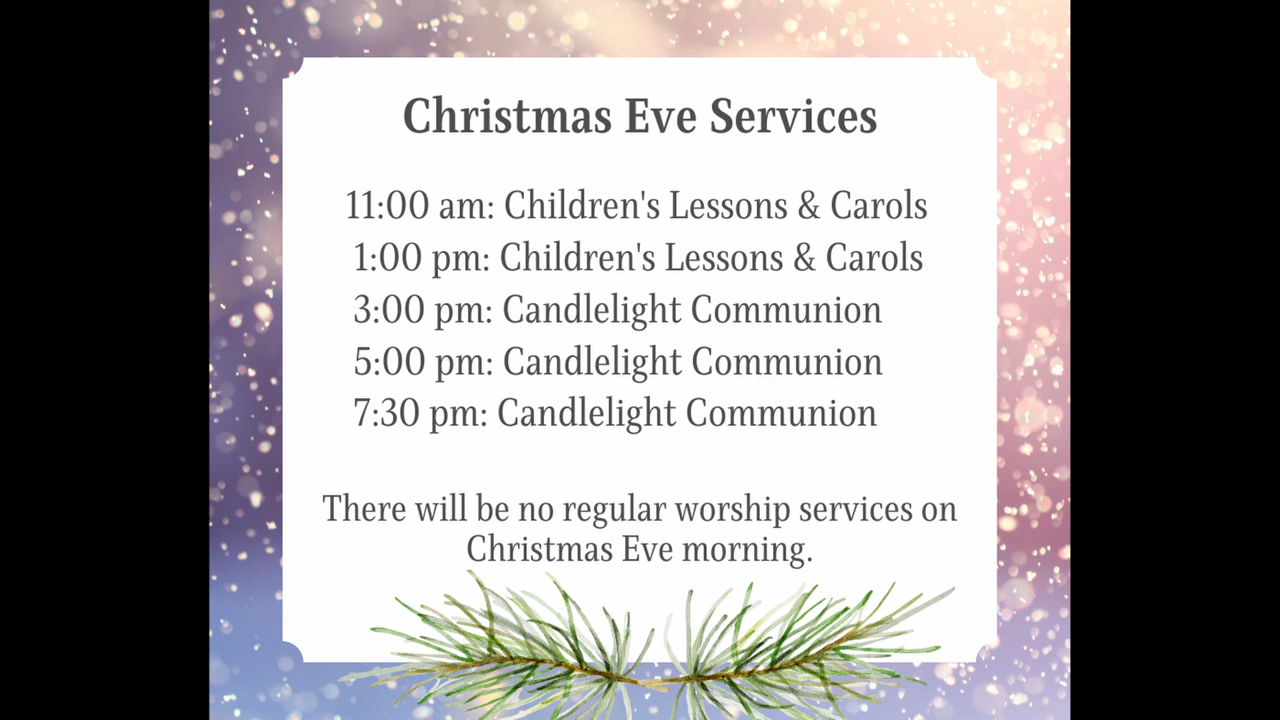 Christmas Eve Services
11:00 am: Children's Lessons & Carols
1:00 pm: Children's Lessons & Carols
3:00 pm: Candlelight Communion
5:00 pm: Candlelight Communion
7:30 pm: Candlelight Communion
There will be no regular worship services on
Christmas Eve morning.